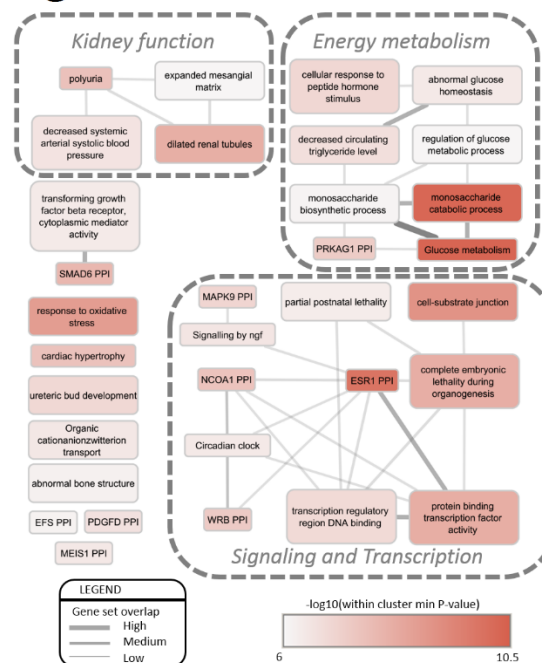 Kidney function
polyuria
expanded mesangial
matrix
decreased systemic
arterial systolic blood
pressure
dilated renal tubules
Energy metabolism
cellular response to
peptide hormone
stimulus
abnormal glucose
homeostasis
decreased circulating
triglyceride level
regulation of glucose
metabolic process
monosaccharide
biosynthetic process
monosaccharide
catabolic process
PRKAG1 PPI
Glucose metabolism
transforming growth
factor beta receptor,
cytoplasmic mediator
activity
SMAD6 PPI
response to oxidative
stress
cardiac hypertrophy
ureteric bud development
Organic
cationanionzwitterion
transport
abnormal bone structure
EFS PPI
PDGFD PPI
MEIS1 PPI
MAPK9 PPI
partial postnatal lethality
cell-substrate junction
Signalling by ngf
NCOA1 PPI
ESR1 PPI
complete embryonic
lethality during
organogenesis
Circadian clock
WRB PPI
transcription regulatory
region DNA binding
protein binding
transcription factor
activity
Signaling and Transcription
LEGEND
Gene set overlap
High
Medium
Low
-log10(within cluster min P-value)
6
10.5